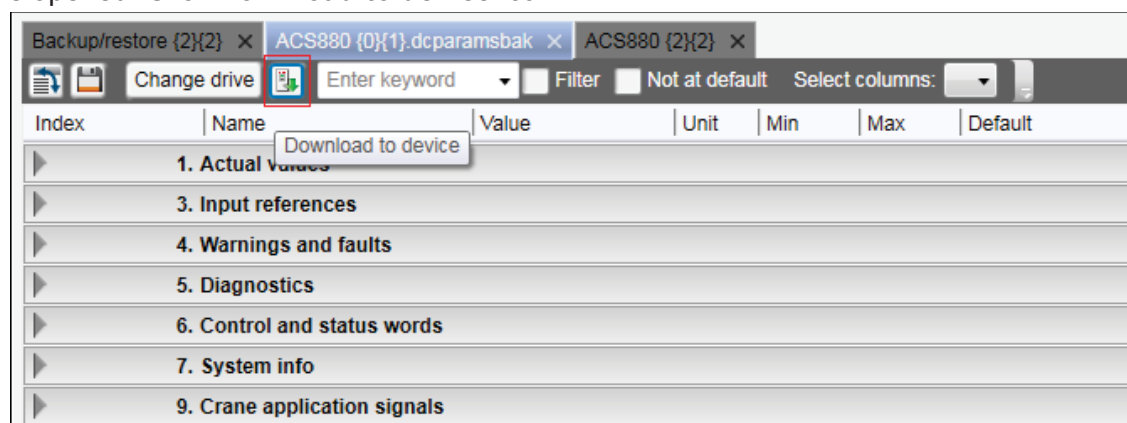 Backup/restore {2}{2} × ACS880 {0}{1}.dcparamsbak × ACS880 {2}{2} ×
Change drive Enter keyword Filter Not at default Select columns:
Index Name Value Unit Min Max Default
Download to device
1. Actual values
3. Input references
4. Warnings and faults
5. Diagnostics
6. Control and status words
7. System info
9. Crane application signals